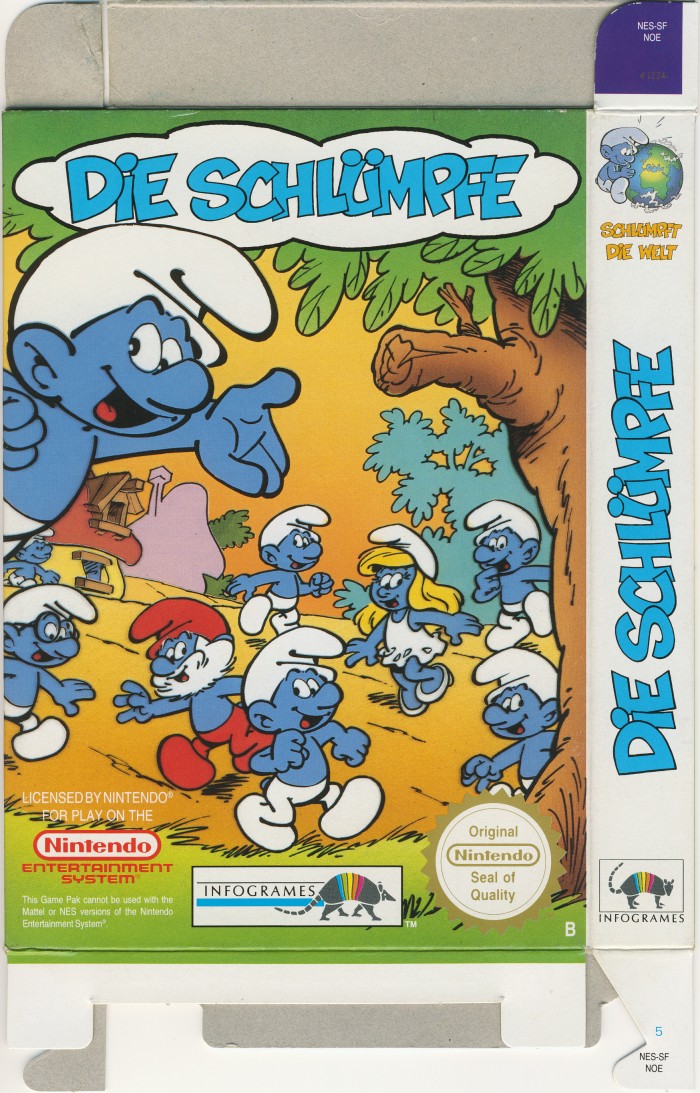 NES-SF
NOE
DIE SCHLÜMPFE
SCHLUMPFT
DIE WELT
DIE SCHLÜMPFE
LICENSED BY NINTENDO®
FOR PLAY ON THE
Nintendo
ENTERTAINMENT
SYSTEM®
This Game Pak cannot be used with the
Mattel or NES versions of the Nintendo
Entertainment System®.
INFOGRAMES
TM
Original
Nintendo
Seal of
Quality
B
INFOGRAMES
5
NES-SF
NOE